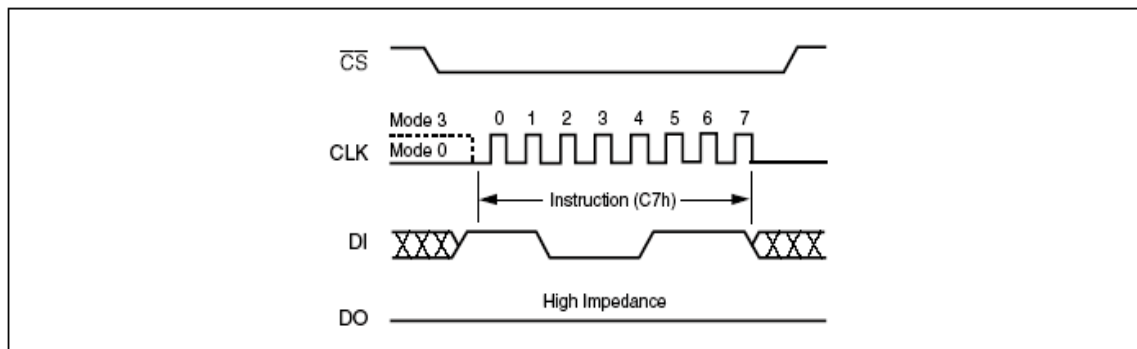 CS
Mode 3
0 1 2 3 4 5 6 7
CLK
Mode 0
Instruction (C7h)
DI
High Impedance
DO